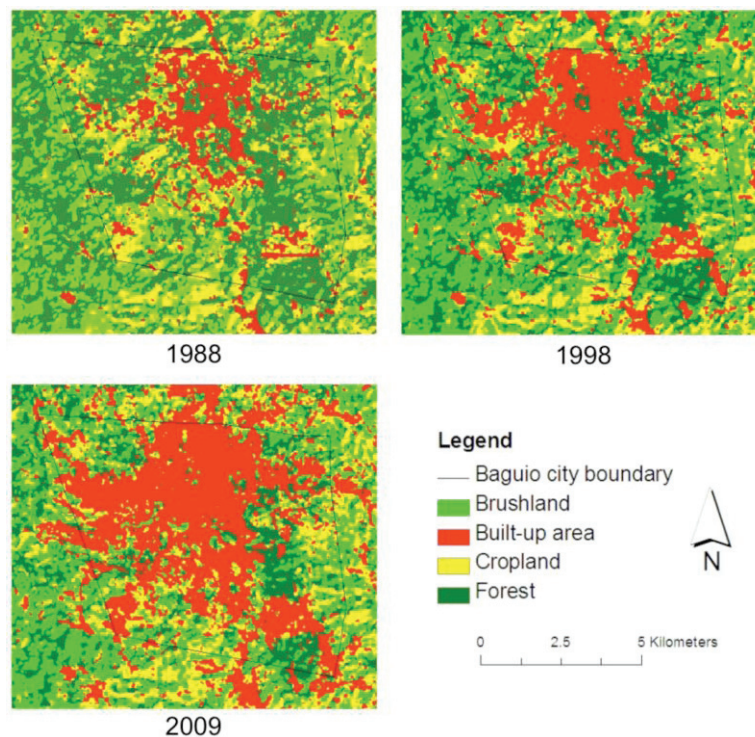 1988
1998
2009
Legend
Baguio city boundary
Brushland
Built-up area
Cropland
Forest
N
0 2.5 5 Kilometers